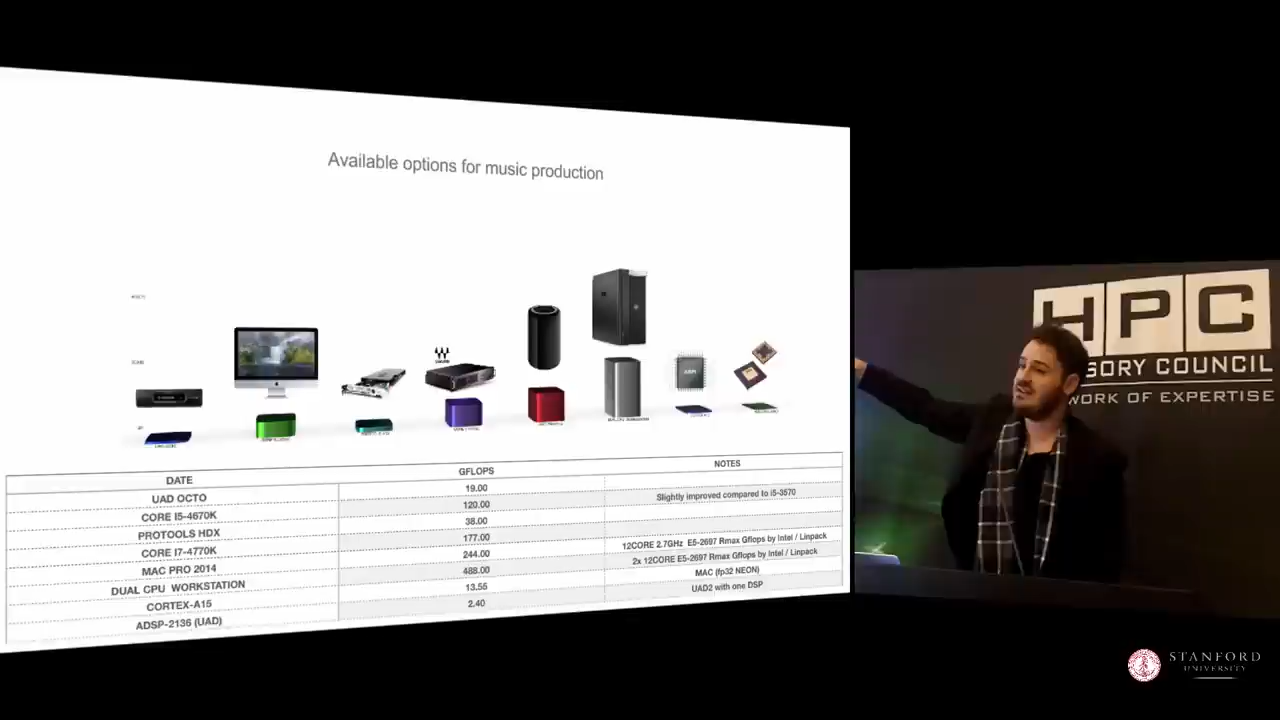 Available options for music production
DATE GFLOPS NOTES
UAD OCTO 19.00
CORE I5-4670K 120.00 Slightly improved compared to i5-3570
PROTOOLS HDX 38.00
CORE I7-4770K 177.00
MAC PRO 2014 244.00 12CORE 2.7GHz E5-2697 Rmax Gflops by Intel / Linpack
DUAL CPU WORKSTATION 488.00 2x 12CORE E5-2697 Rmax Gflops by Intel / Linpack
CORTEX-A15 13.55 MAC (fp32 NEON)
ADSP-2136 (UAD) 2.40 UAD2 with one DSP
HPC
SORY COUNCIL
WORK OF EXPERTISE
STANFORD
UNIVERSITY